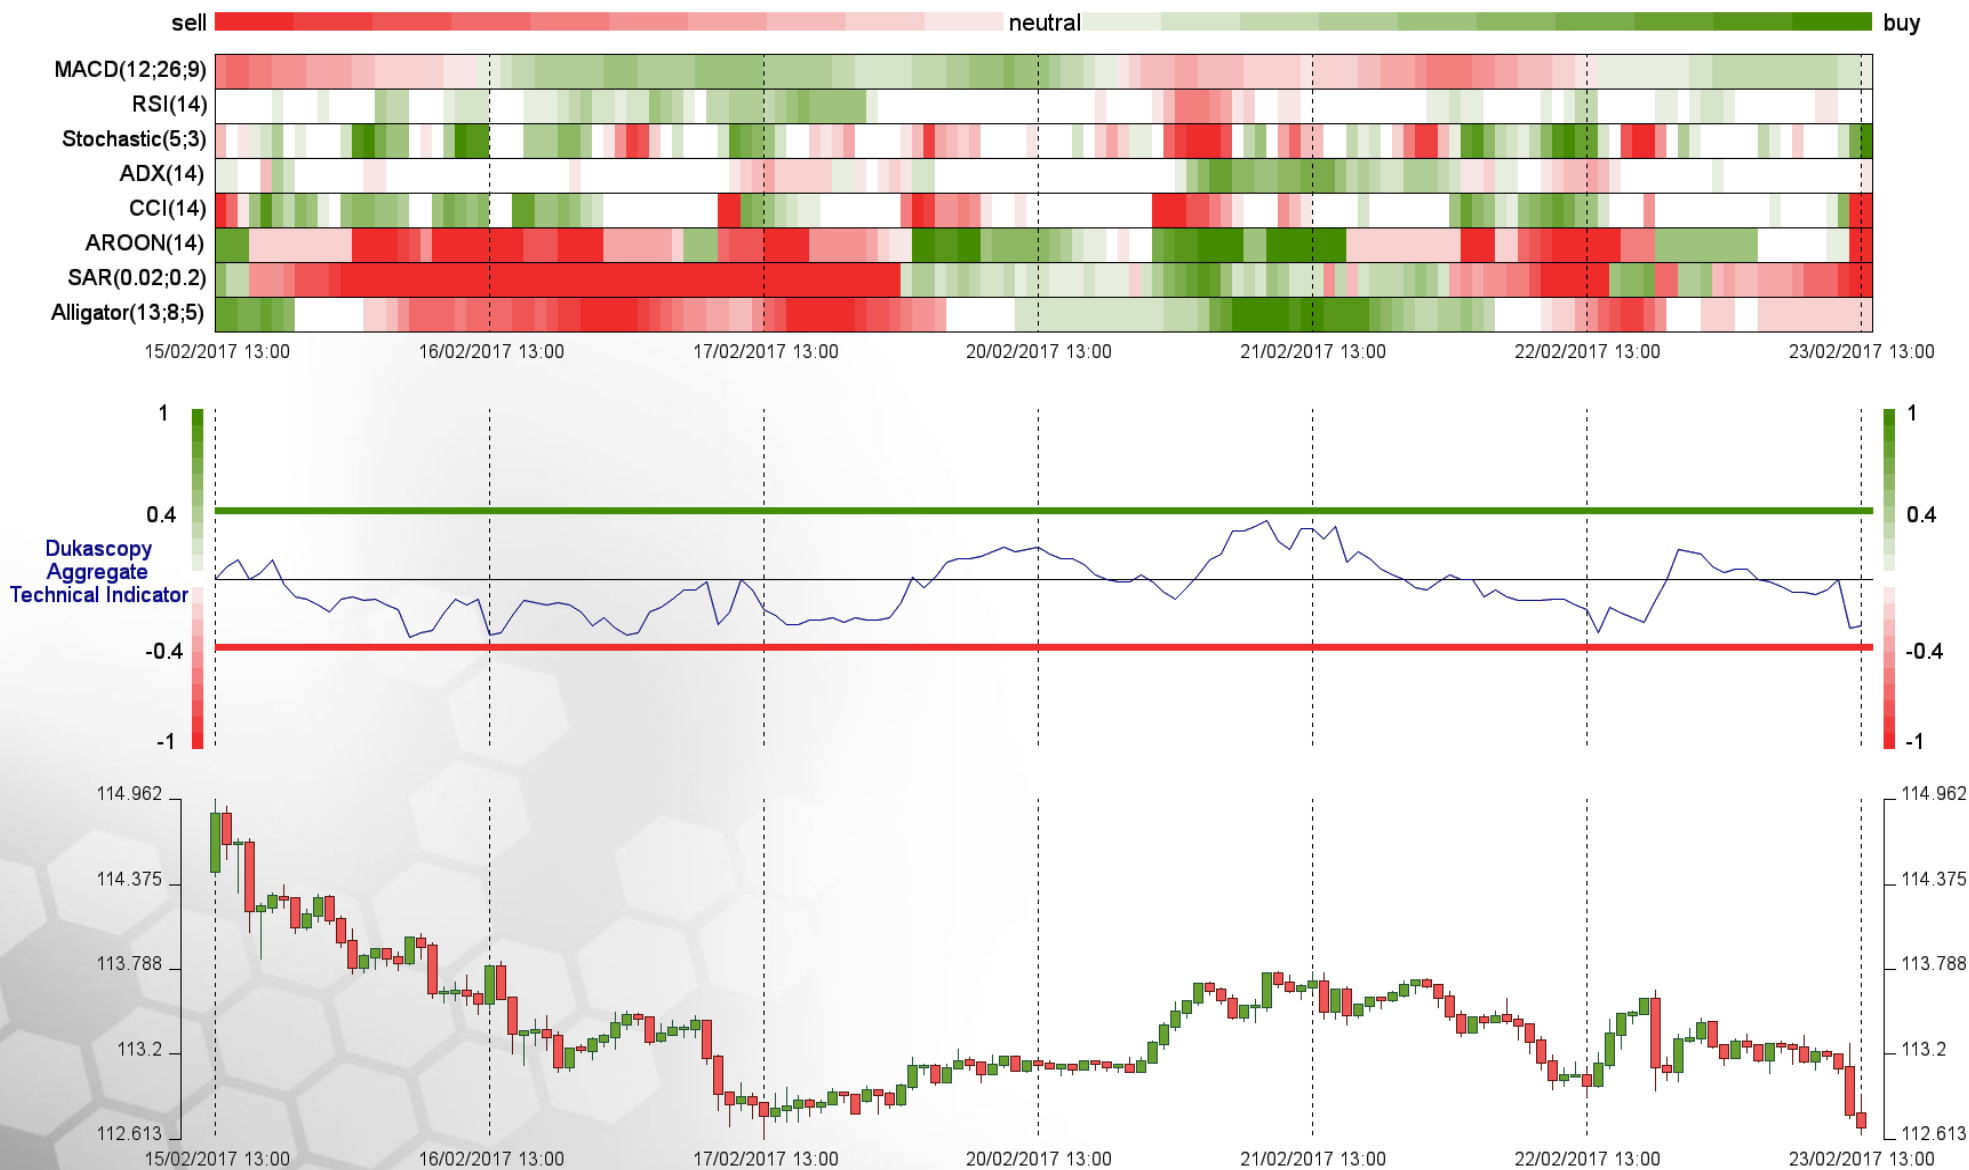 sell neutral buy
MACD(12;26;9)
RSI(14)
Stochastic(5;3)
ADX(14)
CCI(14)
AROON(14)
SAR(0.02;0.2)
Alligator(13;8;5)
15/02/2017 13:00 16/02/2017 13:00 17/02/2017 13:00 20/02/2017 13:00 21/02/2017 13:00 22/02/2017 13:00 23/02/2017 13:00
1 1
0.4 0.4
Dukascopy
Aggregate
Technical Indicator
-0.4 -0.4
-1 -1
114.962 114.962
114.375 114.375
113.788 113.788
113.2 113.2
112.613 112.613
15/02/2017 13:00 16/02/2017 13:00 17/02/2017 13:00 20/02/2017 13:00 21/02/2017 13:00 22/02/2017 13:00 23/02/2017 13:00